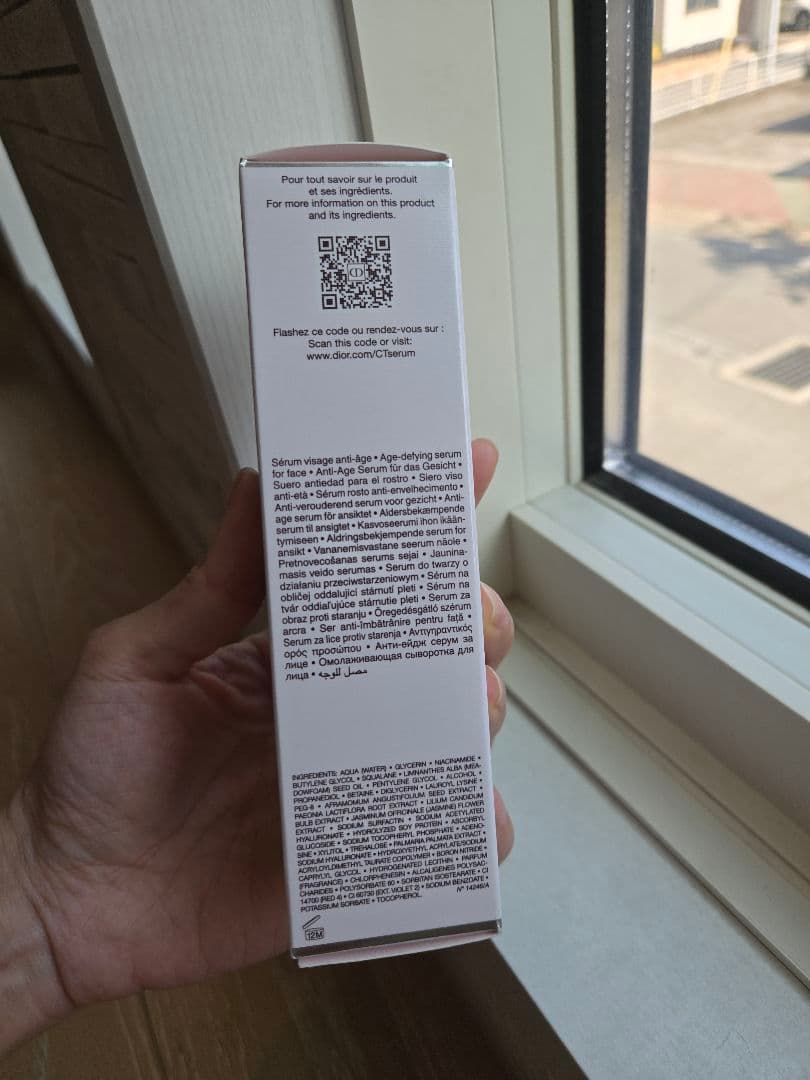 Pour tout savoir sur le produit
et ses ingrédients.
For more information on this product
and its ingredients.
CD
Flashez ce code ou rendez-vous sur :
Scan this code or visit:
www.dior.com/CTserum
Sérum visage anti-âge • Age-defying serum
for face • Anti-Age Serum für das Gesicht •
Suero antiedad para el rostro • Siero viso
anti-età • Sérum rosto anti-envelhecimento •
Anti-verouderend serum voor gezicht • Anti-
age serum för ansiktet • Aldersbekæmpende
serum til ansigtet • Kasvoseerumi ihon ikään-
tymiseen • Aldringsbekjempende serum for
ansikt • Vananemisvastane seerum näole •
Pretnovecošanas serums sejai • Jaunina-
masis veido serumas • Serum do twarzy o
działaniu przeciwstarzeniowym • Sérum na
obličej oddalující stárnutí pleti • Sérum na
tvár odďaľujúce stárnutie pleti • Serum za
obraz proti staranju • Öregedésgátló szérum
arcra • Ser anti-îmbătrânire pentru față •
Serum za lice protiv starenja • Αντιγηραντικός
ορός προσώπου • Анти-ейдж серум за
лице • Омолаживающая сыворотка для
лица • مصل للوجه
INGREDIENTS: AQUA (WATER) • GLYCERIN • NIACINAMIDE •
BUTYLENE GLYCOL • SQUALANE • LIMNANTHES ALBA (MEA-
DOWFOAM) SEED OIL • PENTYLENE GLYCOL • ALCOHOL •
PROPANEDIOL • BETAINE • DIGLYCERIN • LAUROYL LYSINE •
PEG-8 • AFRAMOMUM ANGUSTIFOLIUM SEED EXTRACT •
PAEONIA LACTIFLORA ROOT EXTRACT • LILIUM CANDIDUM
BULB EXTRACT • JASMINUM OFFICINALE (JASMINE) FLOWER
EXTRACT • SODIUM SURFACTIN • SODIUM ACETYLATED
HYALURONATE • HYDROLYZED SOY PROTEIN • ASCORBYL
GLUCOSIDE • SODIUM TOCOPHERYL PHOSPHATE • ADENO-
SINE • XYLITOL • TREHALOSE • PALMARIA PALMATA EXTRACT •
SODIUM HYALURONATE • HYDROXYETHYL ACRYLATE/SODIUM
ACRYLOYLDIMETHYL TAURATE COPOLYMER • BORON NITRIDE •
CAPRYLYL GLYCOL • HYDROGENATED LECITHIN • PARFUM
(FRAGRANCE) • CHLORPHENESIN • ALCALIGENES POLYSAC-
CHARIDES • POLYSORBATE 60 • SORBITAN ISOSTEARATE • CI
14700 (RED 4) • CI 60730 (EXT. VIOLET 2) • SODIUM BENZOATE •
POTASSIUM SORBATE • TOCOPHEROL. N° 14246/A
12M